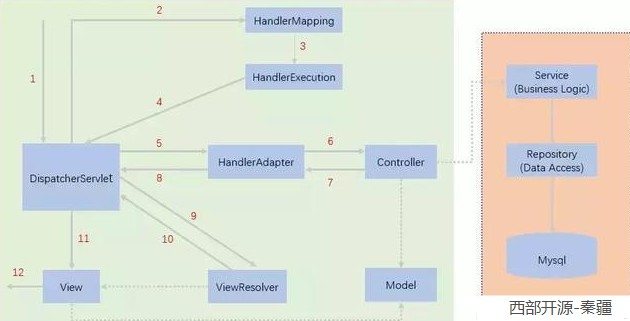 2
HandlerMapping
3
1
HandlerExecution
4
Service
(Business Logic)
5
6
DispatcherServlet
HandlerAdapter
Controller
8
7
Repository
(Data Access)
9
10
11
12
View
ViewResolver
Model
Mysql
西部开源-秦疆